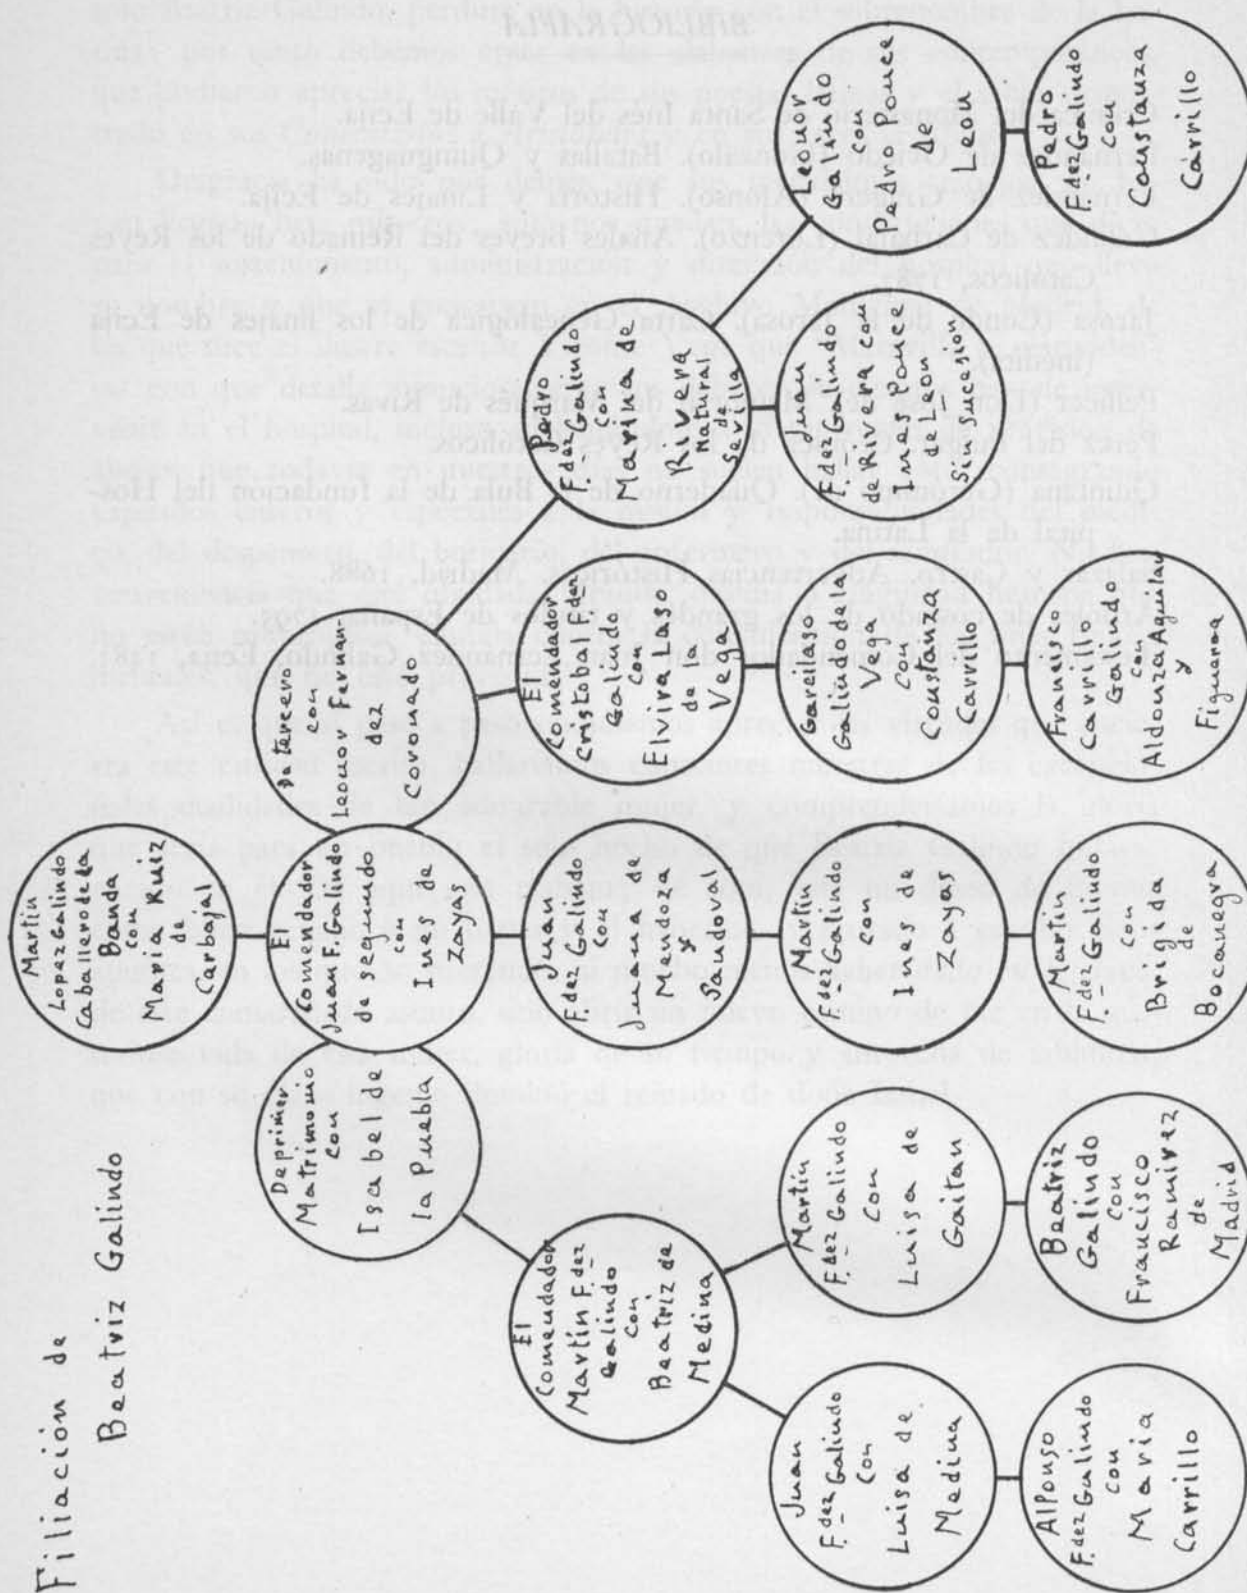 Filiación de
Beatriz Galindo
Martin
Lopez Galindo
Caballero de la
Banda
con
Maria Ruiz
de
Carbajal
De primer
Matrimonio
con
Isabel de
la Puebla
El
Comendador
Juan F. Galindo
de segundo
con
Ines de
Zayas
De tercero
con
Leonor Fernan
dez
Coronado
El
Comendador
Martin F.dez
Galindo
con
Beatriz de
Medina
Juan
F.dez Galindo
con
Juana de
Mendoza
y
Sandoval
El
Comendador
Cristobal F.dez
Galindo
con
Elvira Laso
de la
Vega
Pedro
F.dez Galindo
con
Marina de
Rivera
Natural
de
Sevilla
Juan
F.dez Galindo
con
Luisa de
Medina
Martin
F.dez Galindo
con
Luisa de
Gaitan
Martin
F.dez Galindo
con
Ines de
Zayas
Garcilaso
Galindo de la
Vega
con
Constanza
Carrillo
Juan
F.dez Galindo
de Rivera con
Ines Ponce
de León
Sin sucesion
Leonor
Galindo
con
Pedro Ponce
de
Leon
Alfonso
F.dez Galindo
con
Maria
Carrillo
Beatriz
Galindo
con
Francisco
Ramirez
de
Madrid
Martin
F.dez Galindo
con
Brigida
de
Bocanegra
Francisco
Carrillo
Galindo
con
Aldonza Aguilar
y
Figueroa
Pedro
F.dez Galindo
con
Constanza
Carrillo